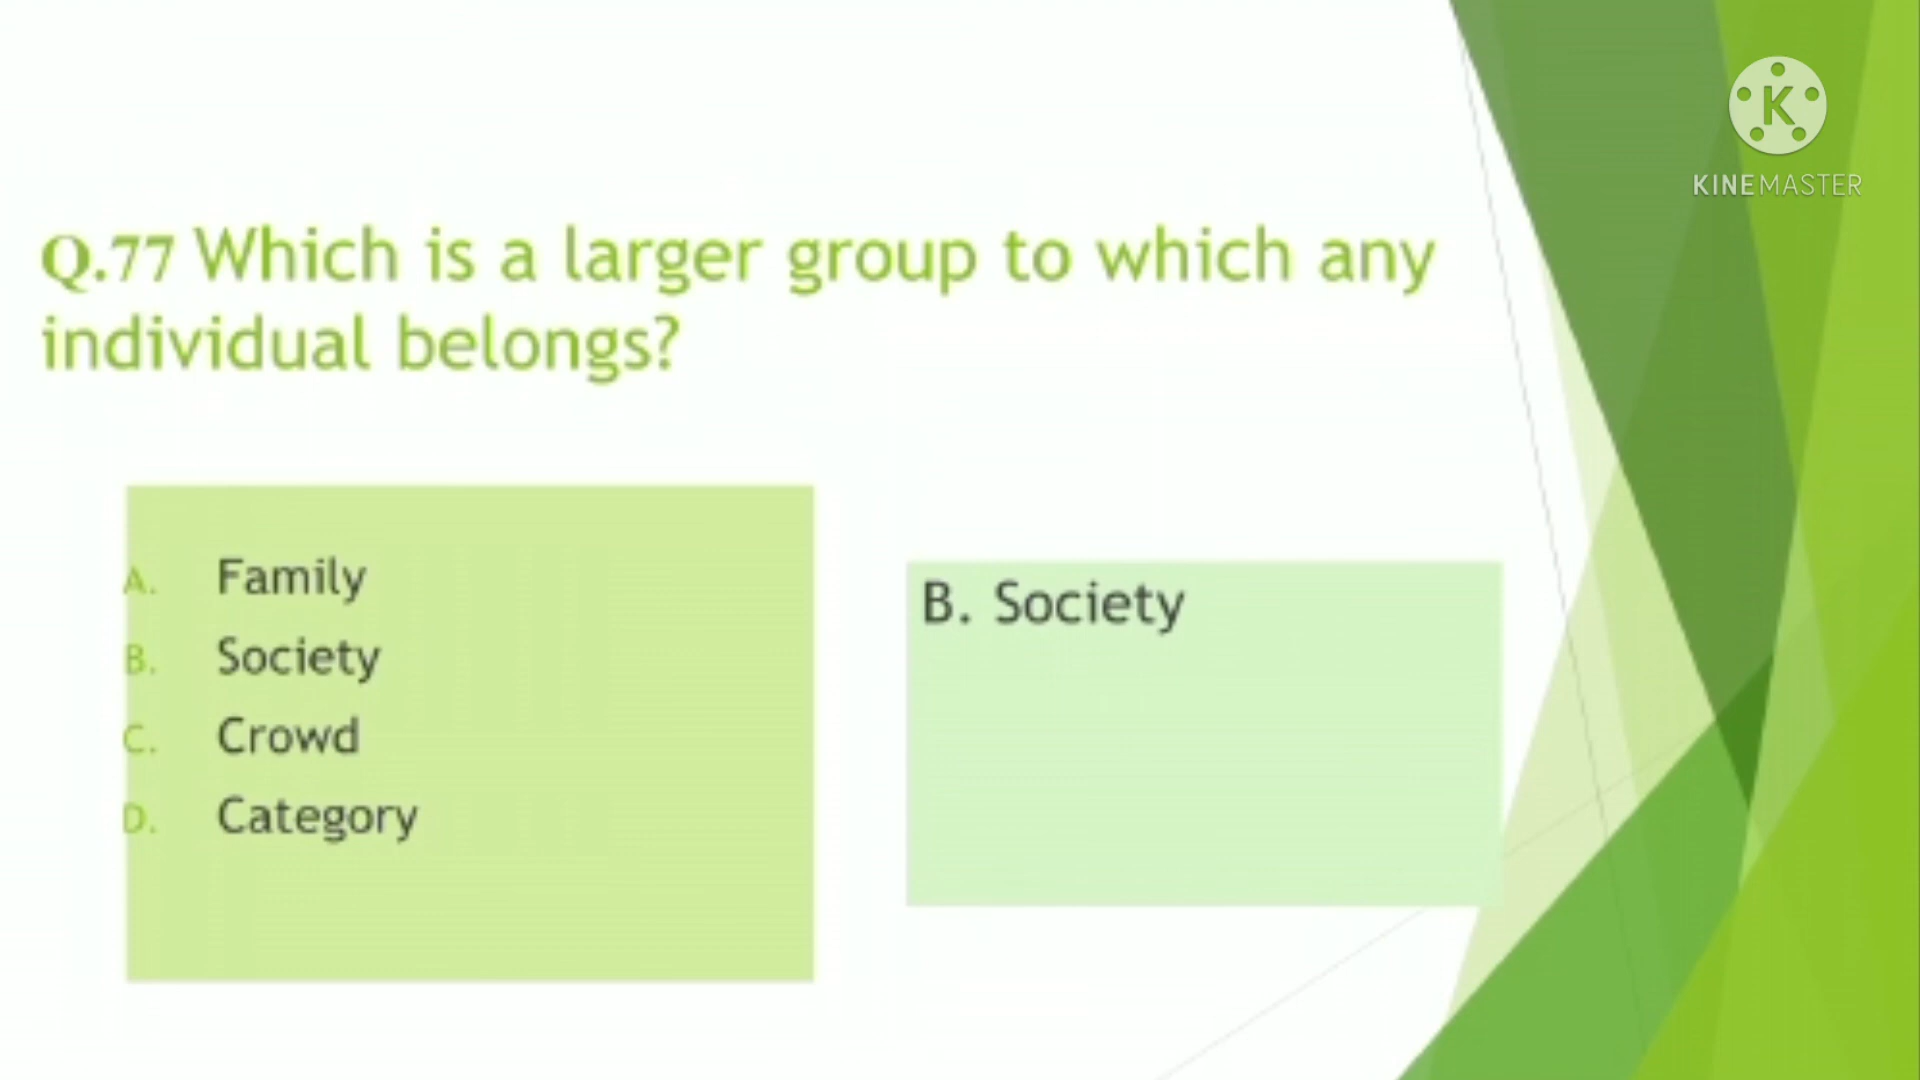 K
KINEMASTER
Q.77 Which is a larger group to which any
individual belongs?
A. Family
B. Society
C. Crowd
D. Category
B. Society